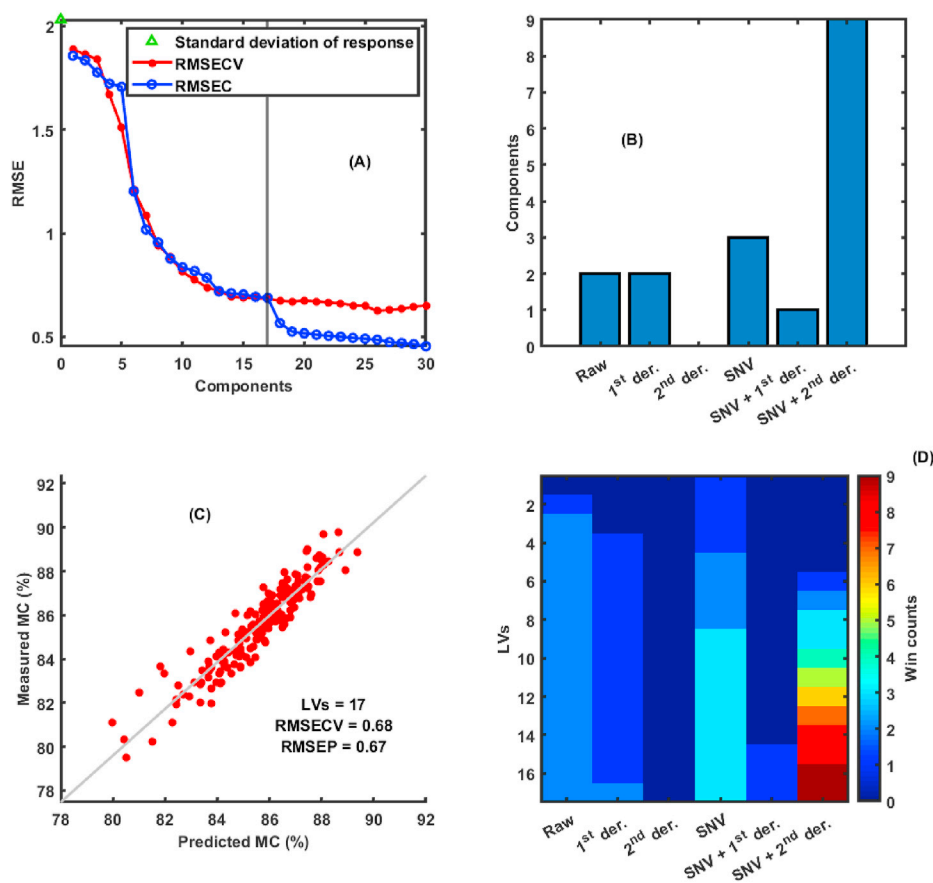 2
1.5
1
0.5
RMSE
Standard deviation of response
RMSECV
RMSEC
(A)
0 5 10 15 20 25 30
Components
9
8
7
6
5
4
3
2
1
0
Components
(B)
Raw
1st der.
2nd der.
SNV
SNV + 1st der.
SNV + 2nd der.
92
90
88
86
84
82
80
78
Measured MC (%)
(C)
LVs = 17
RMSECV = 0.68
RMSEP = 0.67
78 80 82 84 86 88 90 92
Predicted MC (%)
(D)
2
4
6
8
10
12
14
16
LVs
Raw
1st der.
2nd der.
SNV
SNV + 1st der.
SNV + 2nd der.
9
8
7
6
5
4
3
2
1
0
Win counts